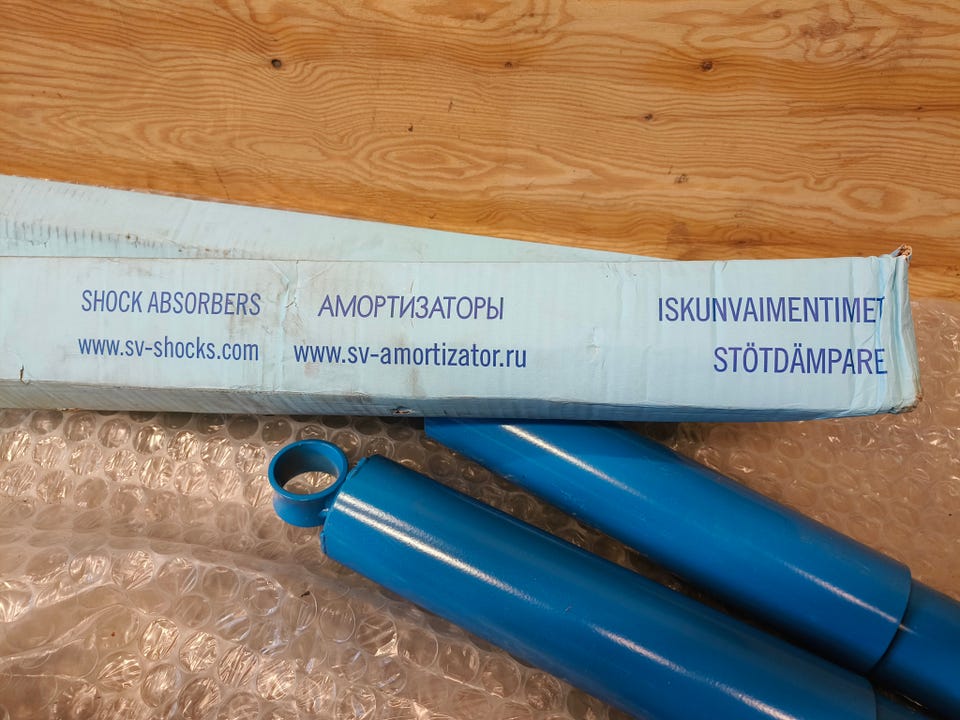 SHOCK ABSORBERS АМОРТИЗАТОРЫ ISKUNVAIMENTIMET
www.sv-shocks.com www.sv-amortizator.ru STÖTDÄMPARE